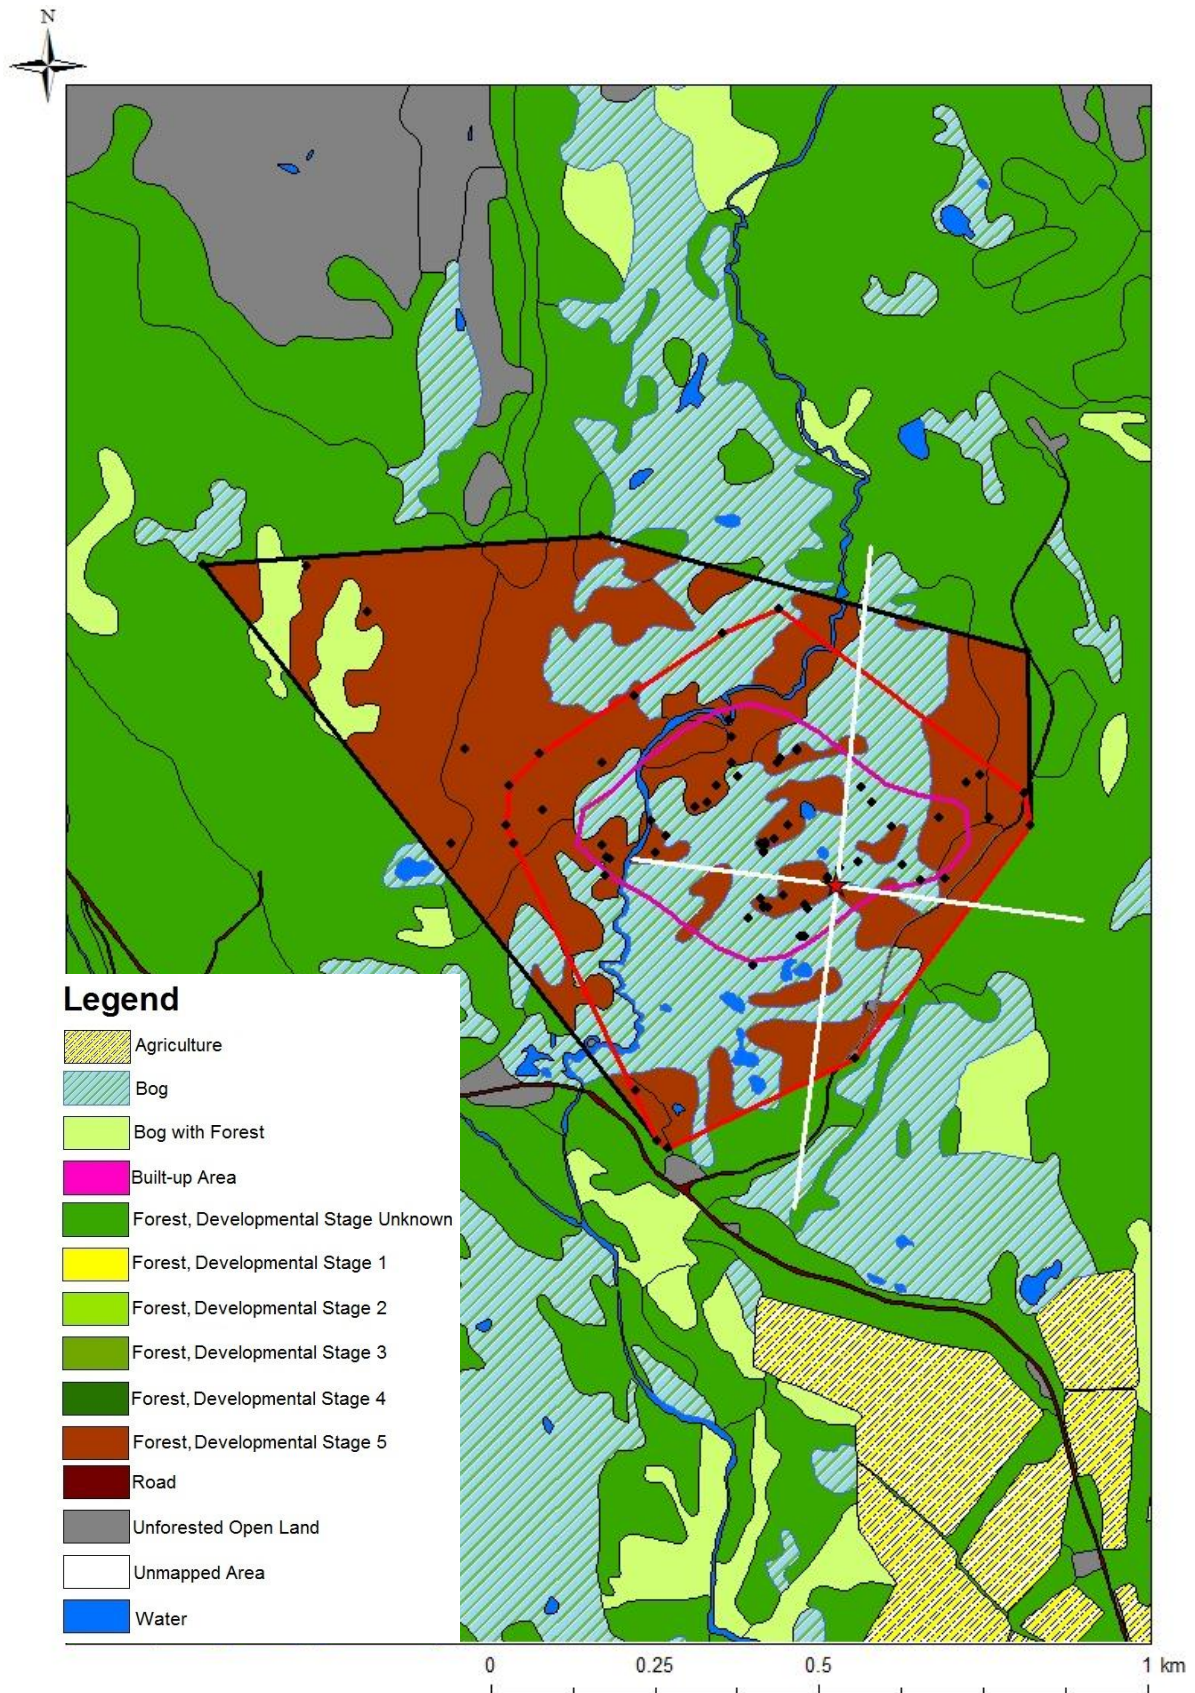 N
Legend
Agriculture
Bog
Bog with Forest
Built-up Area
Forest, Developmental Stage Unknown
Forest, Developmental Stage 1
Forest, Developmental Stage 2
Forest, Developmental Stage 3
Forest, Developmental Stage 4
Forest, Developmental Stage 5
Road
Unforested Open Land
Unmapped Area
Water
0 0.25 0.5 1 km